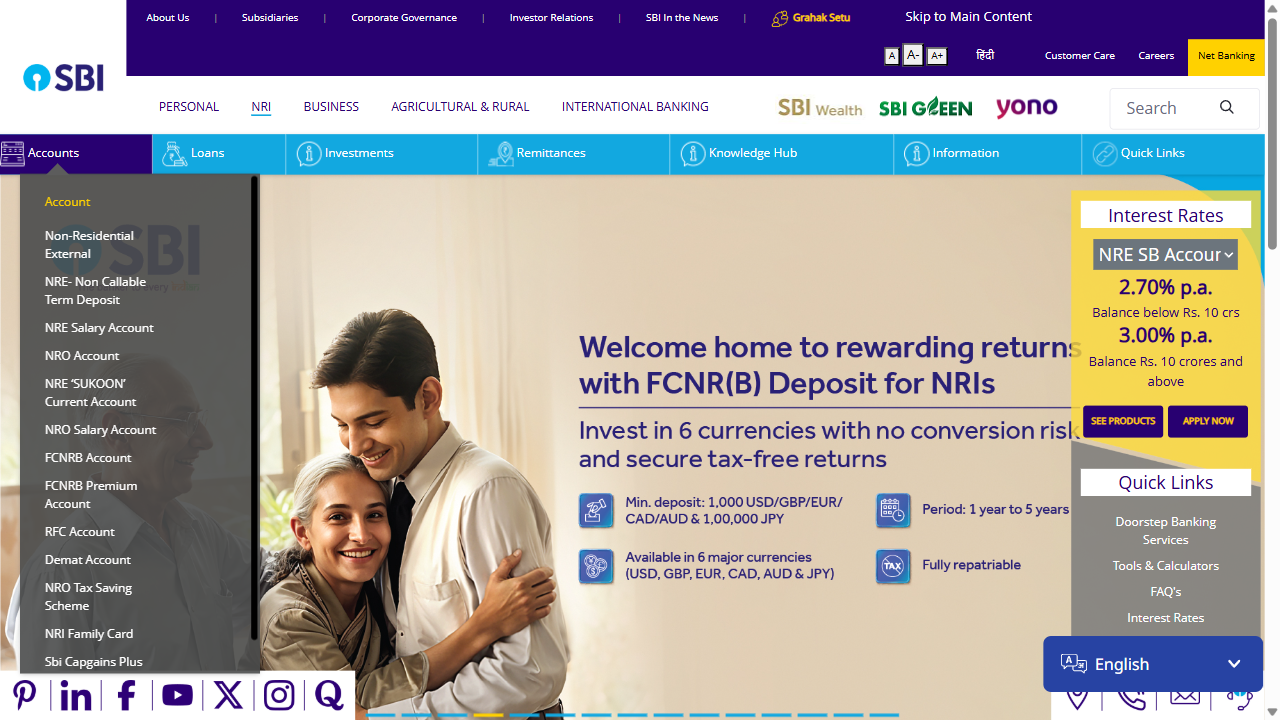 About Us | Subsidiaries | Corporate Governance | Investor Relations | SBI In the News | Grahak Setu Skip to Main Content
A A- A+ हिंदी Customer Care Careers Net Banking
SBI
PERSONAL NRI BUSINESS AGRICULTURAL & RURAL INTERNATIONAL BANKING SBI Wealth SBI GREEN yono Search
Accounts Loans Investments Remittances Knowledge Hub Information Quick Links
Account
Non-Residential
External
NRE- Non Callable
Term Deposit
NRE Salary Account
NRO Account
NRE ‘SUKOON’
Current Account
NRO Salary Account
FCNRB Account
FCNRB Premium
Account
RFC Account
Demat Account
NRO Tax Saving
Scheme
NRI Family Card
Sbi Capgains Plus
SBI
Welcome home to rewarding returns
with FCNR(B) Deposit for NRIs
Invest in 6 currencies with no conversion risk
and secure tax-free returns
Min. deposit: 1,000 USD/GBP/EUR/
CAD/AUD & 1,00,000 JPY
Period: 1 year to 5 years
Available in 6 major currencies
(USD, GBP, EUR, CAD, AUD & JPY)
TAX
Fully repatriable
Interest Rates
NRE SB Accour
2.70% p.a.
Balance below Rs. 10 crs
3.00% p.a.
Balance Rs. 10 crores and
above
SEE PRODUCTS APPLY NOW
Quick Links
Doorstep Banking
Services
Tools & Calculators
FAQ's
Interest Rates
English